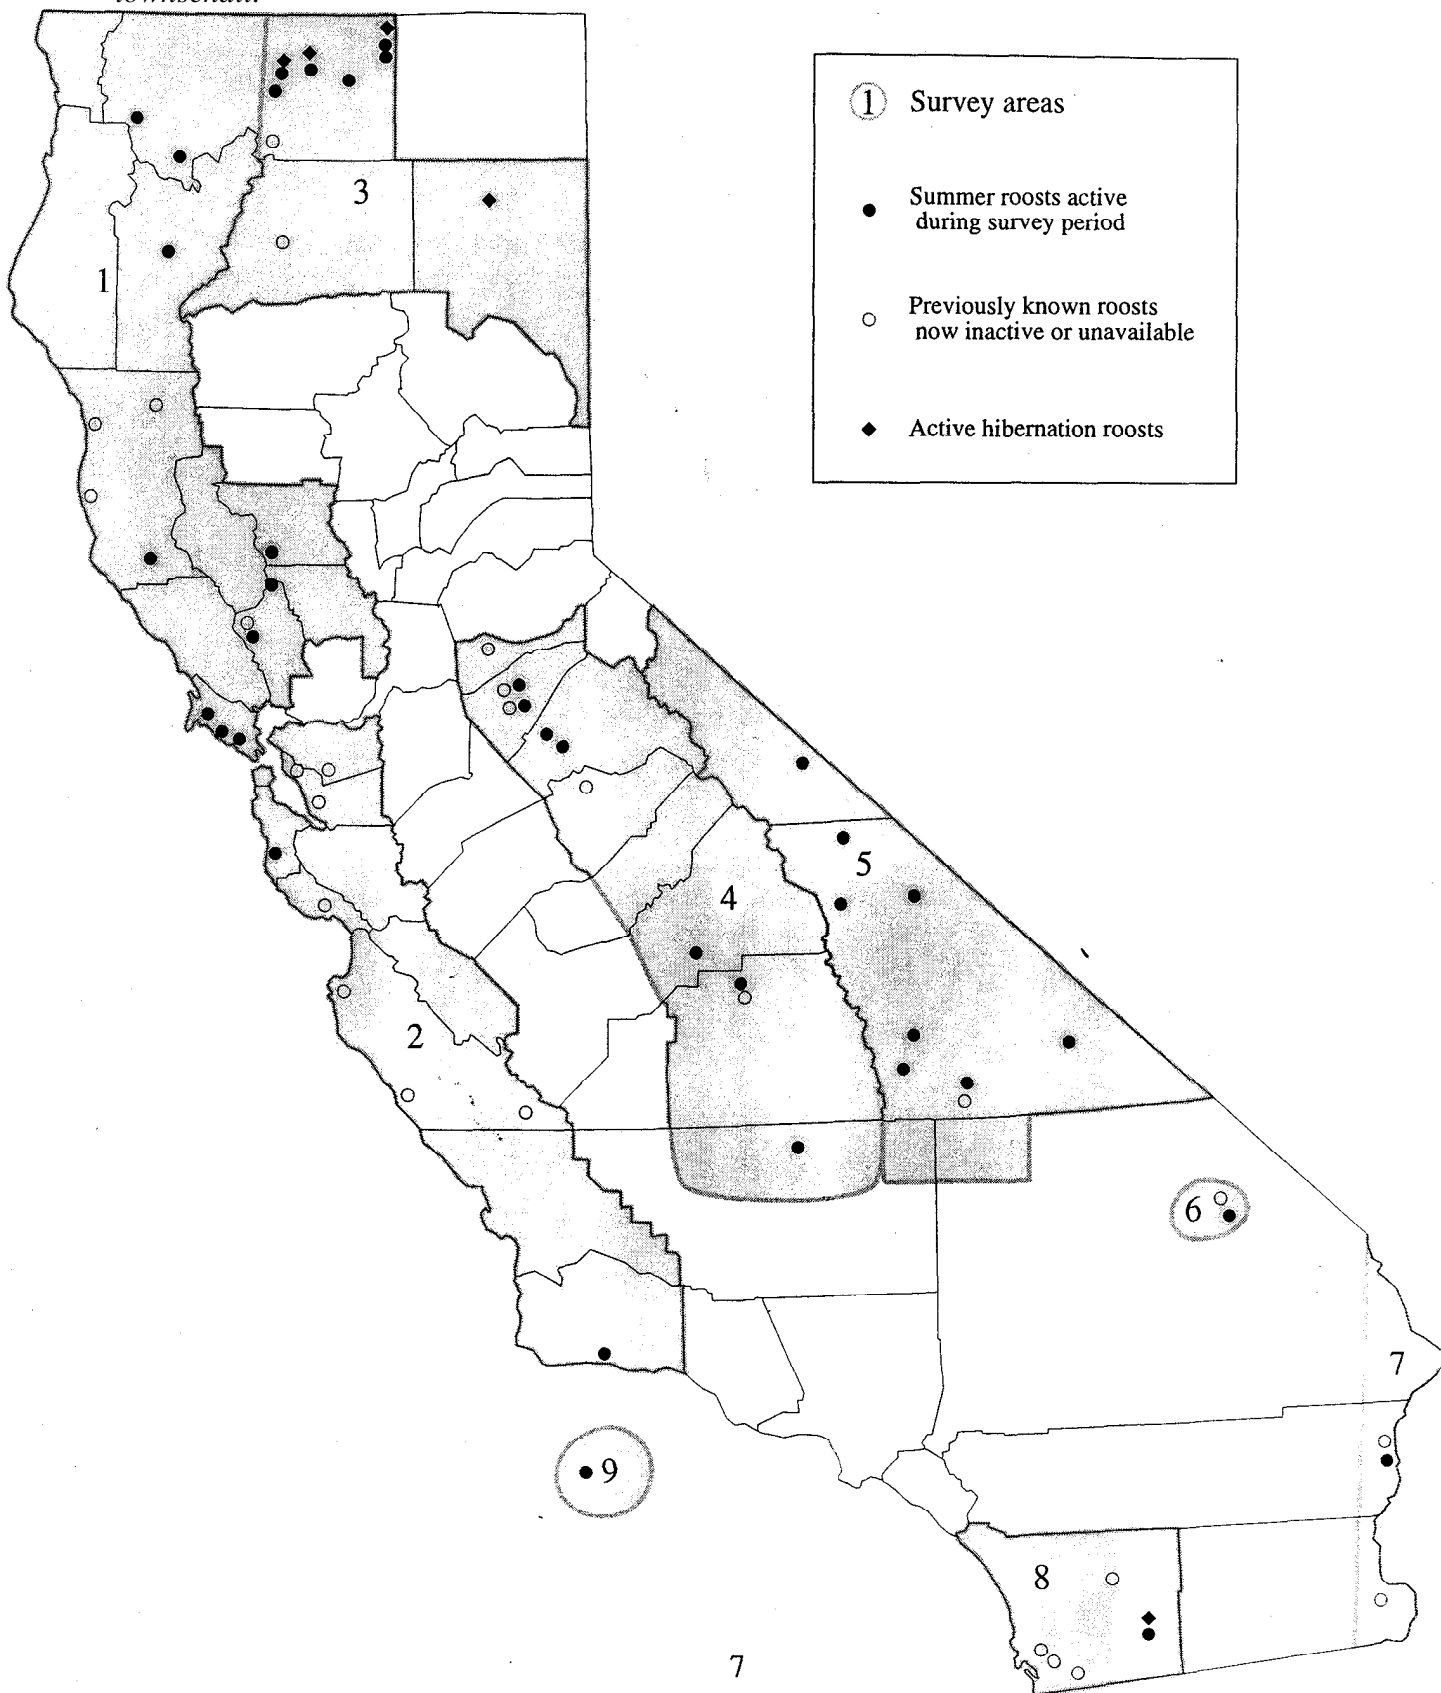 townsendii.
1 Survey areas
Summer roosts active
during survey period
3
Previously known roosts
now inactive or unavailable
1
Active hibernation roosts
5
4
2
6
7
9
8
7